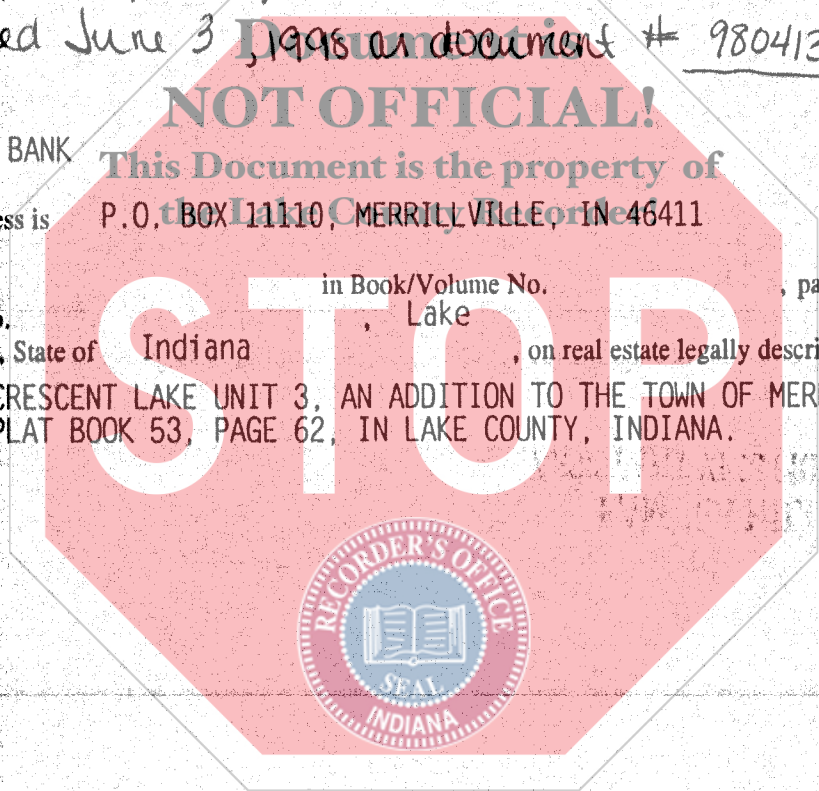 ed June 3, 1998 as document # 980413
Document is
NOT OFFICIAL!
BANK
This Document is the property of
ess is P.O. BOX 11110, MERRILLVILLE, IN 46411
the Lake County Recorder!
in Book/Volume No. , pa
, Lake
, State of Indiana , on real estate legally descri
CRESCENT LAKE UNIT 3, AN ADDITION TO THE TOWN OF MER
PLAT BOOK 53, PAGE 62, IN LAKE COUNTY, INDIANA.
STOP
RECORDER'S OFFICE
SEAL
INDIANA